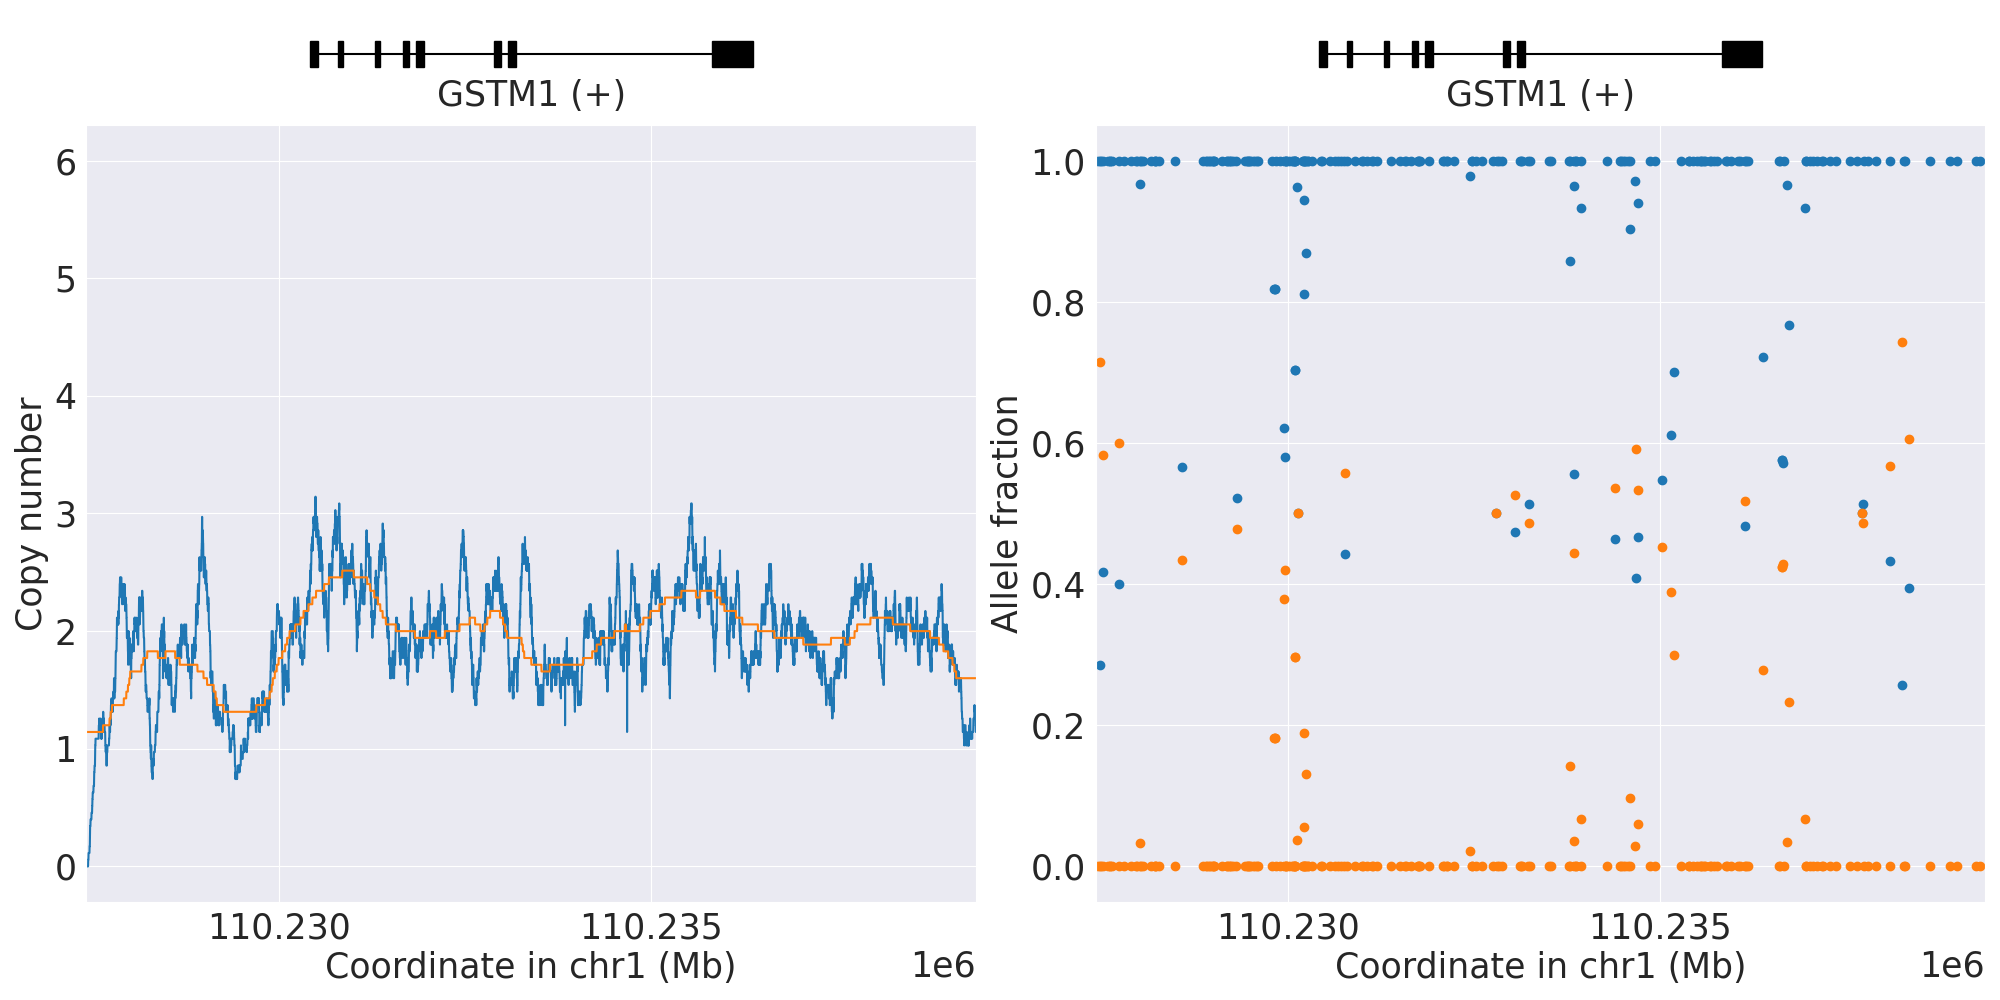 GSTM1 (+)
6
5
4
3
2
1
0
Copy number
110.230
110.235
Coordinate in chr1 (Mb)
1e6
GSTM1 (+)
1.0
0.8
0.6
0.4
0.2
0.0
Allele fraction
110.230
110.235
Coordinate in chr1 (Mb)
1e6